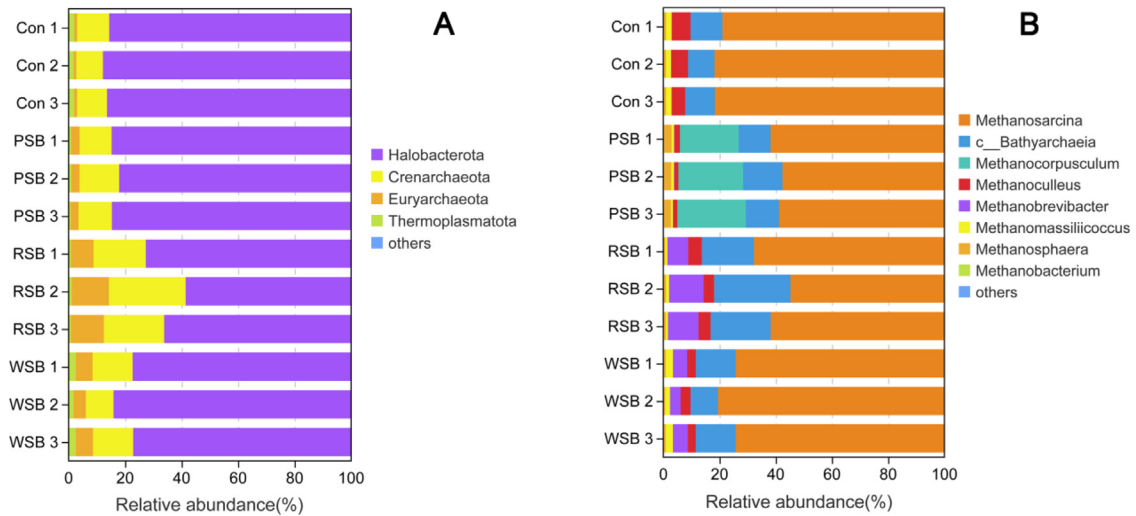 A
Con 1
Con 2
Con 3
PSB 1
PSB 2
PSB 3
RSB 1
RSB 2
RSB 3
WSB 1
WSB 2
WSB 3
0 20 40 60 80 100
Relative abundance(%)
Halobacterota
Crenarchaeota
Euryarchaeota
Thermoplasmatota
others
B
Con 1
Con 2
Con 3
PSB 1
PSB 2
PSB 3
RSB 1
RSB 2
RSB 3
WSB 1
WSB 2
WSB 3
0 20 40 60 80 100
Relative abundance(%)
Methanosarcina
c__Bathyarchaeia
Methanocorpusculum
Methanoculleus
Methanobrevibacter
Methanomassiliicoccus
Methanosphaera
Methanobacterium
others